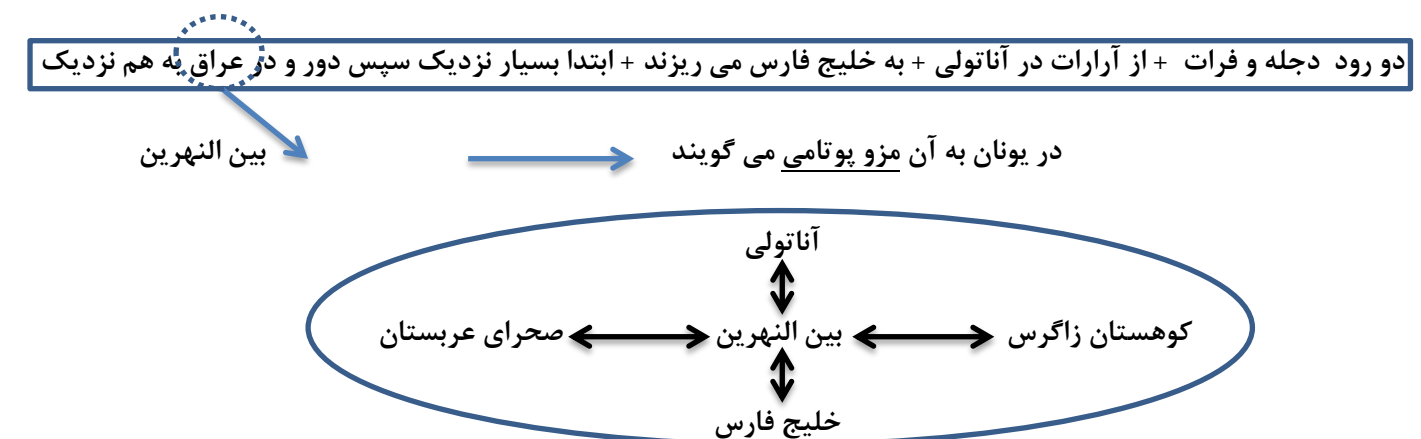 دو رود دجله و فرات + از آرارات در آناتولی + به خلیج فارس می ریزند + ابتدا بسیار نزدیک سپس دور و در عراق به هم نزدیک
در یونان به آن مزو پوتامی می گویند بین النهرین
آناتولی
کوهستان زاگرس بین النهرین صحرای عربستان
خلیج فارس